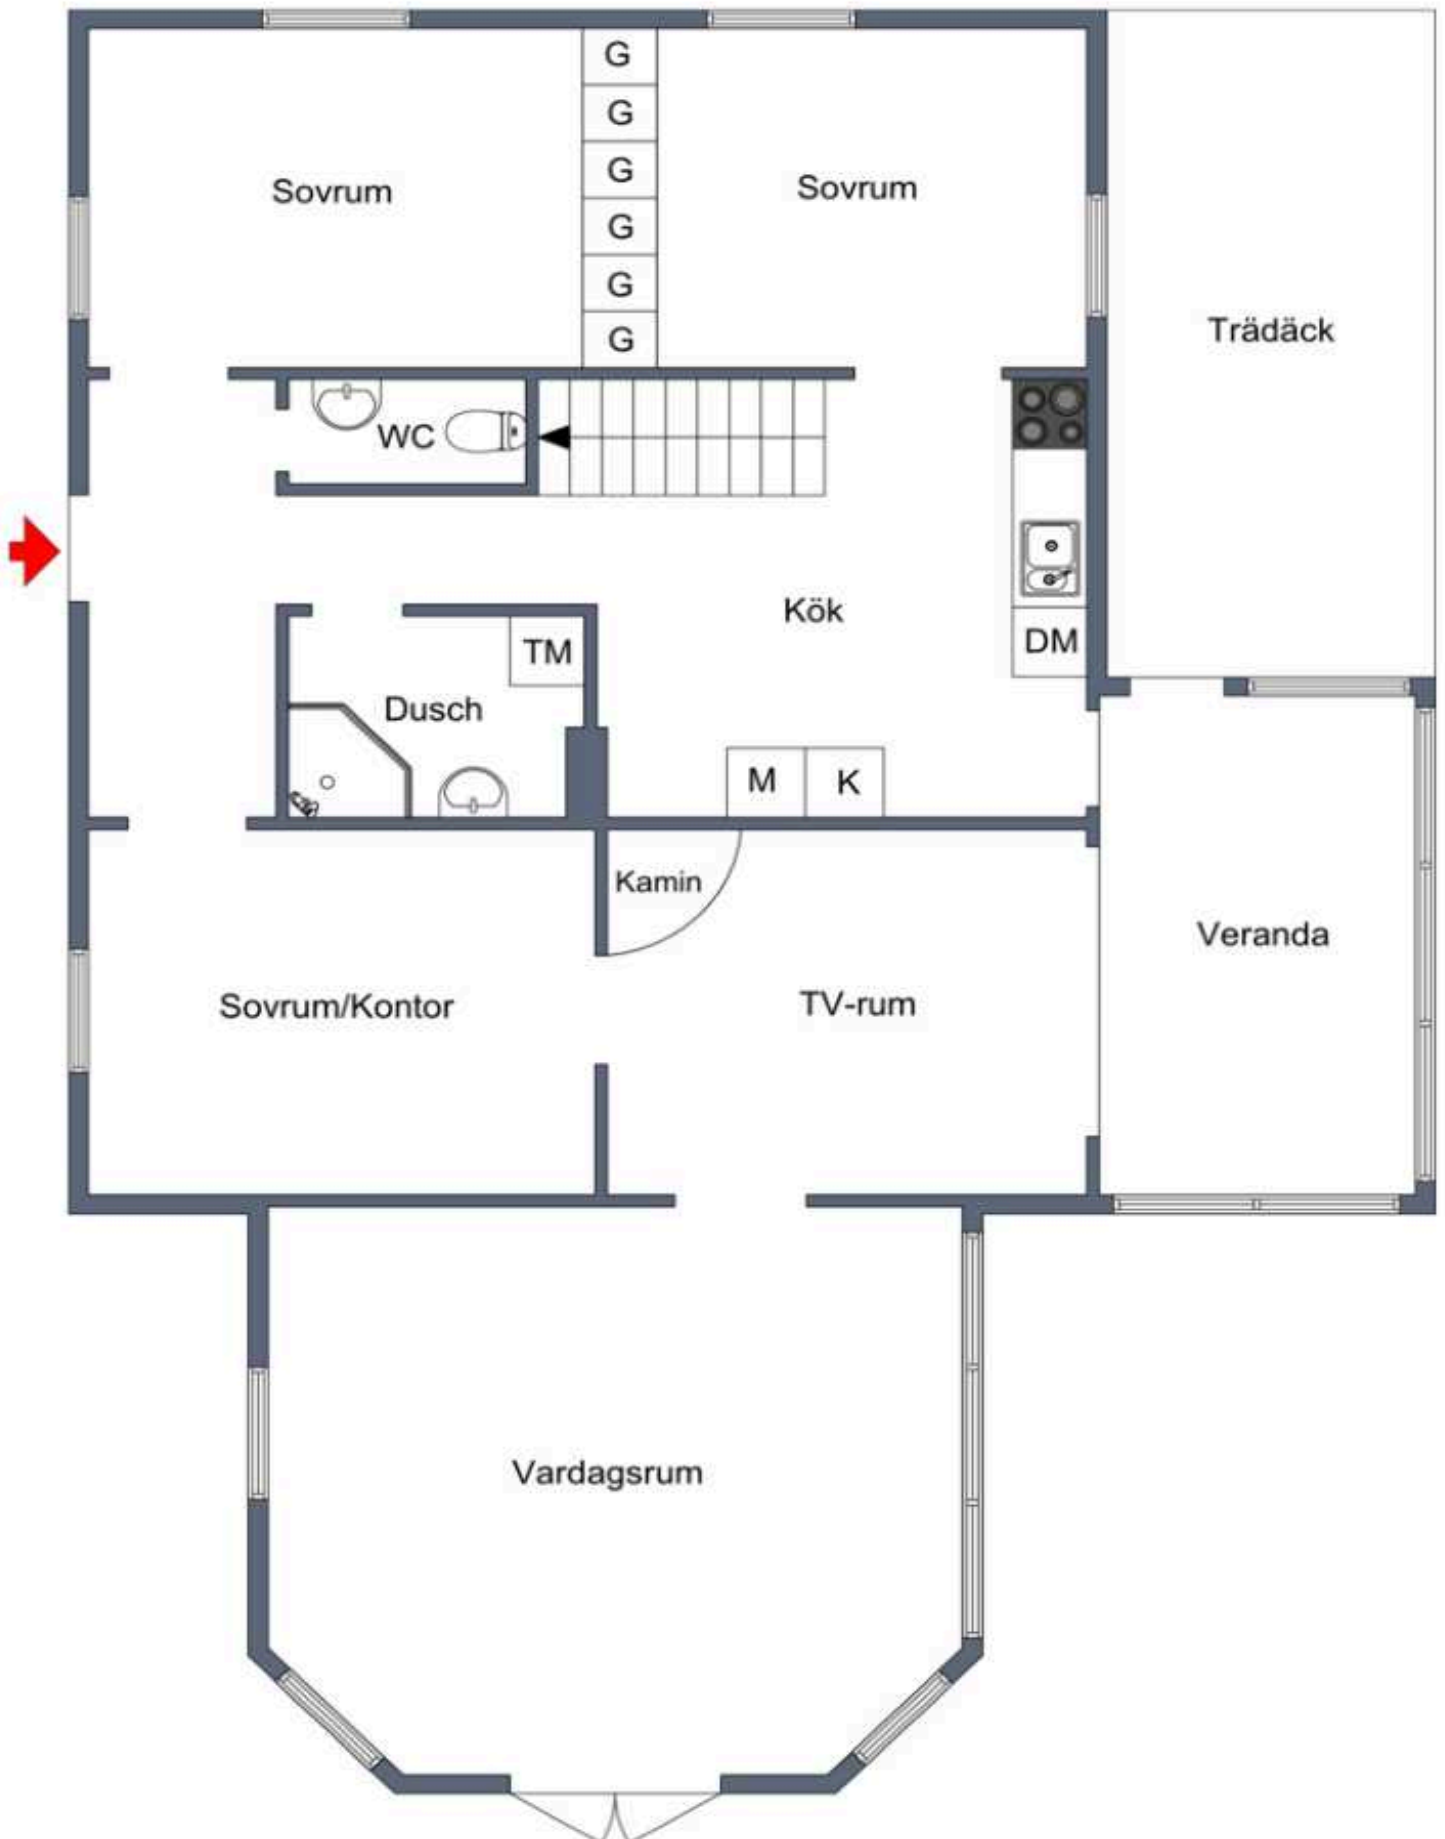 G
G
G
G
G
G
Sovrum
Sovrum
Trädäck
WC
Kök
TM
DM
Dusch
M
K
Kamin
Veranda
Sovrum/Kontor
TV-rum
Vardagsrum